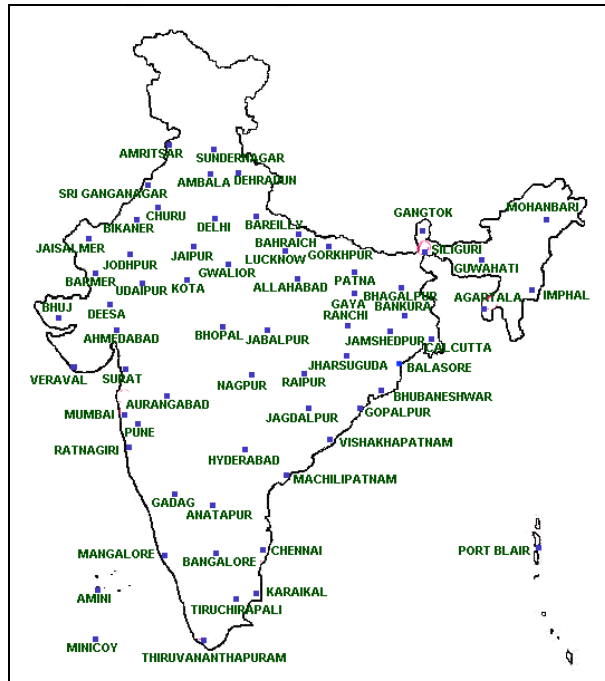 AMRITSAR
SUNDERNAGAR
AMBALA
DEHRADUN
SRI GANGANAGAR
CHURU
BIKANER
DELHI
BAREILLY
GANGTOK
MOHANBARI
JAISALMER
JODHPUR
JAIPUR
BAHRAICH
LUCKNOW
GORKHPUR
SILIGURI
GUWAHATI
GWALIOR
BARMER
UDAIPUR
KOTA
ALLAHABAD
PATNA
GAYA
BHAGALPUR
BANKURA
AGARTALA
IMPHAL
BHUJ
DEESA
RANCHI
AHMEDABAD
BHOPAL
JABALPUR
JAMSHEDPUR
CALCUTTA
JHARSUGUDA
BALASORE
VERAVAL
SURAT
NAGPUR
RAIPUR
BHUBANESHWAR
AURANGABAD
MUMBAI
JAGDALPUR
GOPALPUR
PUNE
RATNAGIRI
VISHAKHAPATNAM
HYDERABAD
MACHILIPATNAM
GADAG
ANATAPUR
MANGALORE
BANGALORE
CHENNAI
PORT BLAIR
AMINI
KARAIKAL
TIRUCHIRAPALI
MINICOY
THIRUVANANTHAPURAM